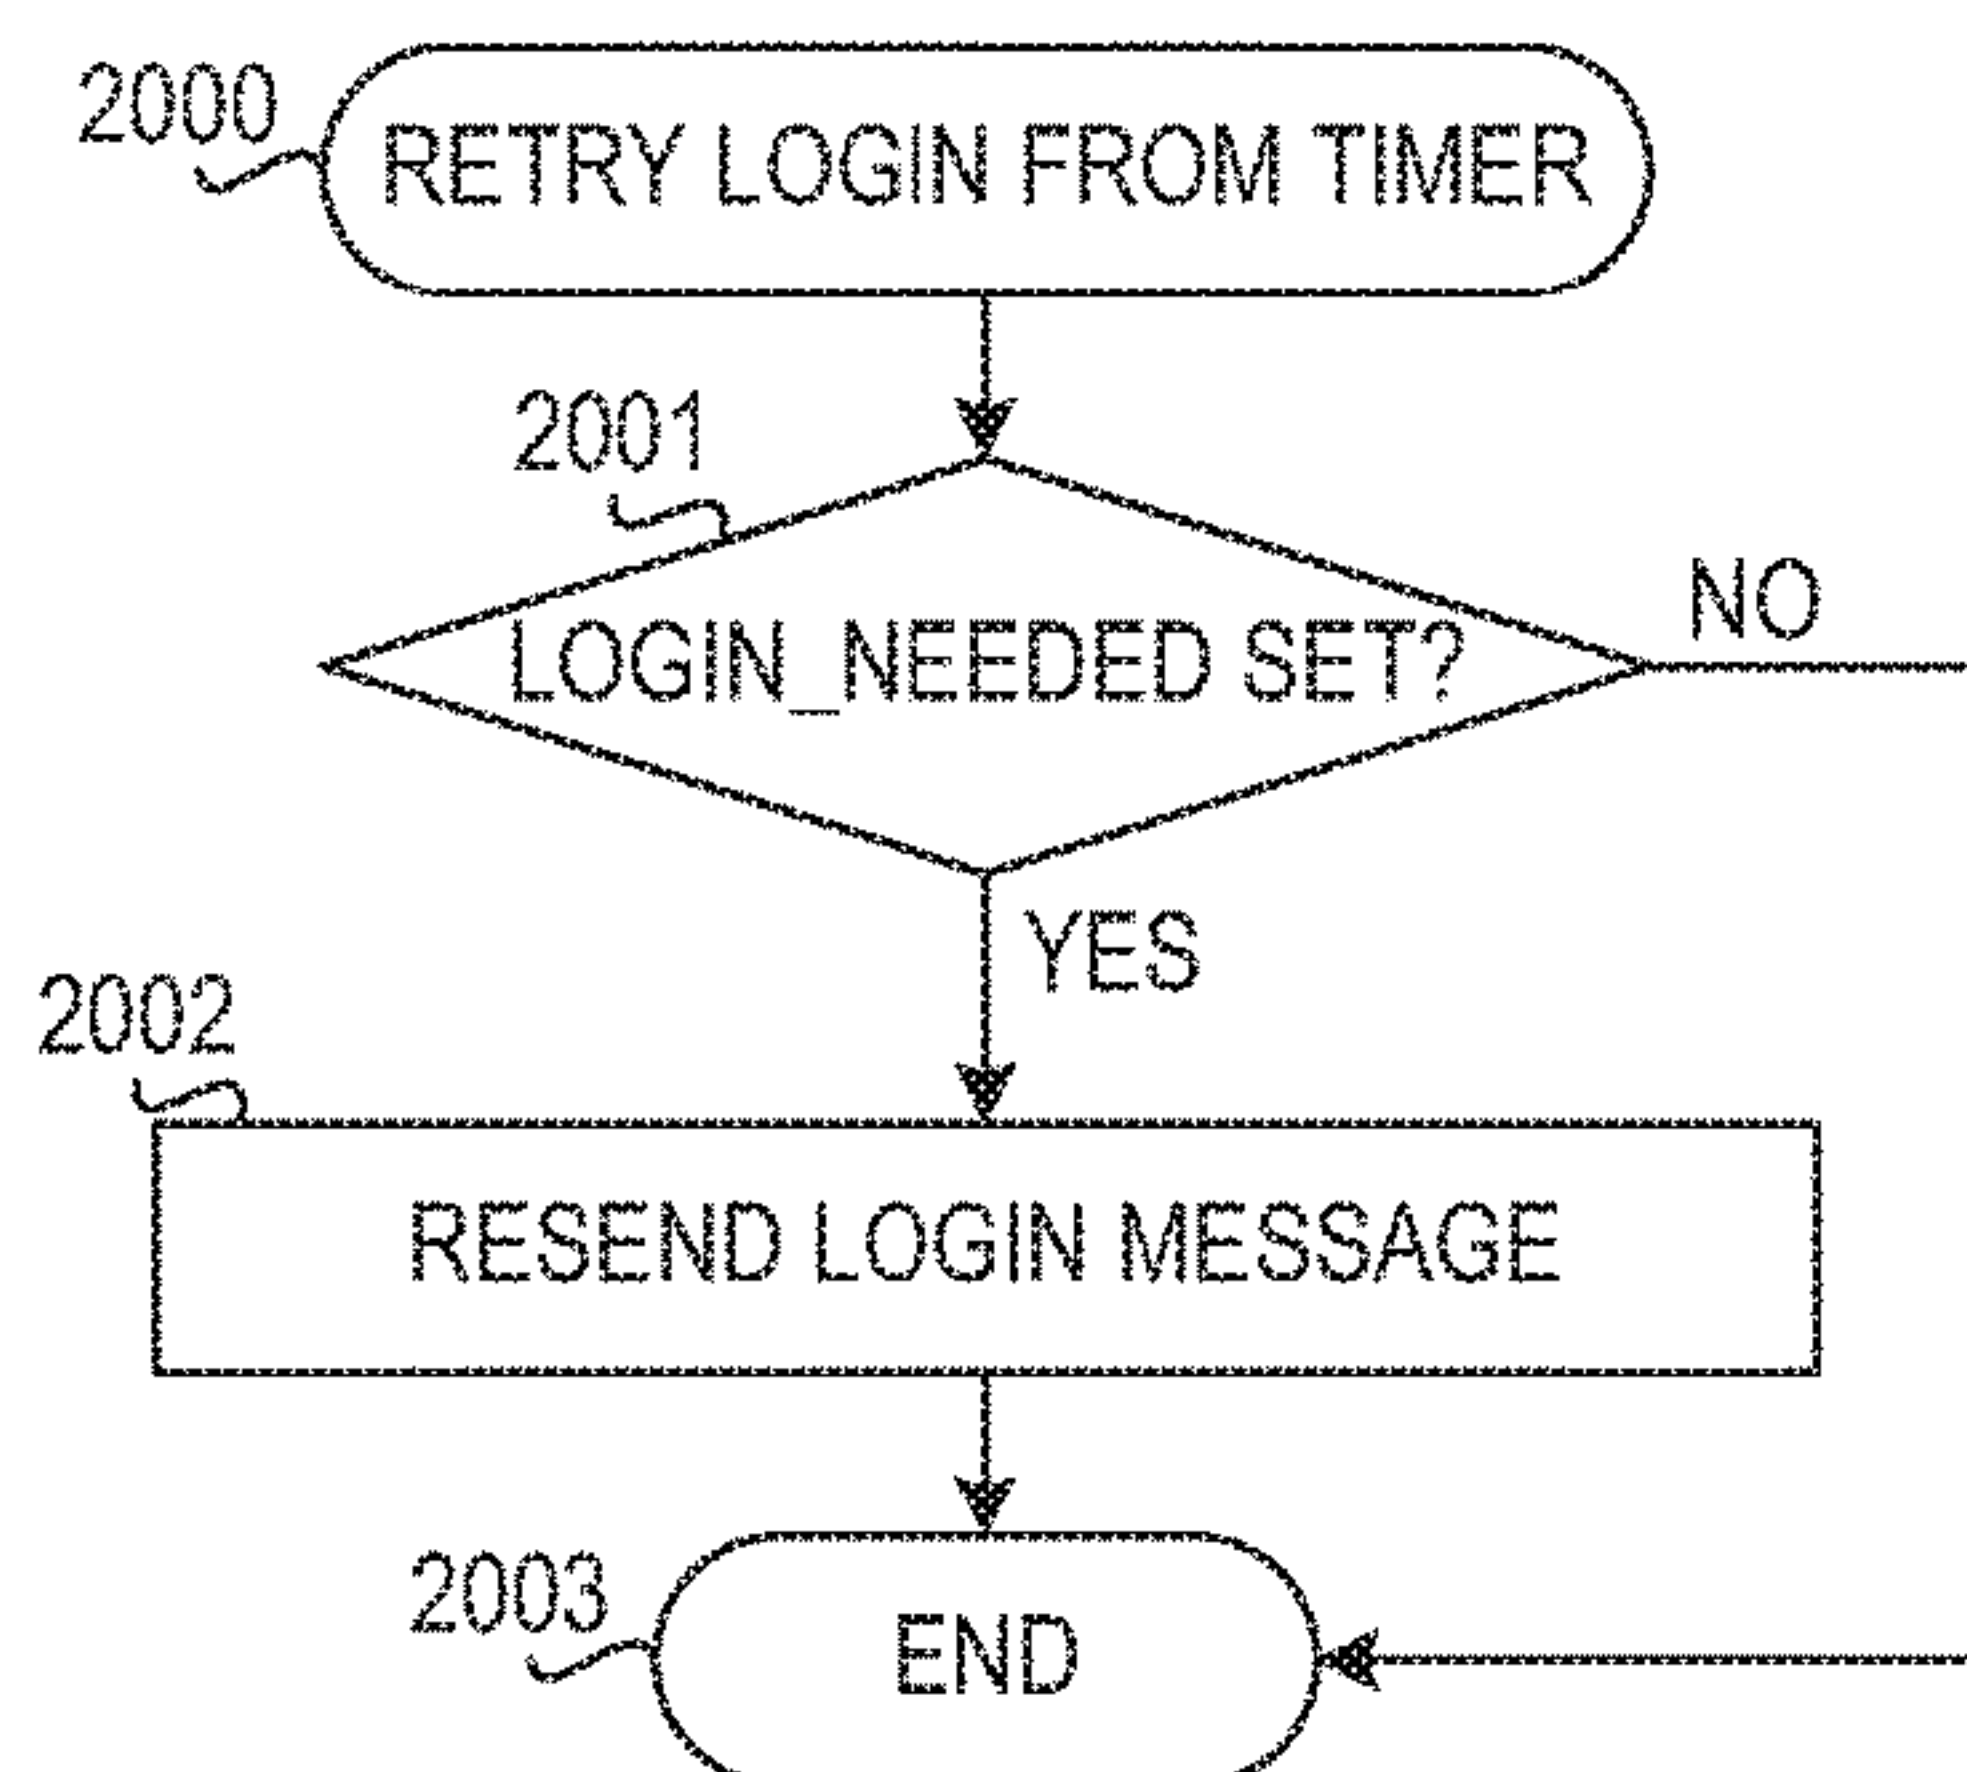 2000
RETRY LOGIN FROM TIMER
2001
LOGIN_NEEDED SET?
NO
YES
2002
RESEND LOGIN MESSAGE
2003
END